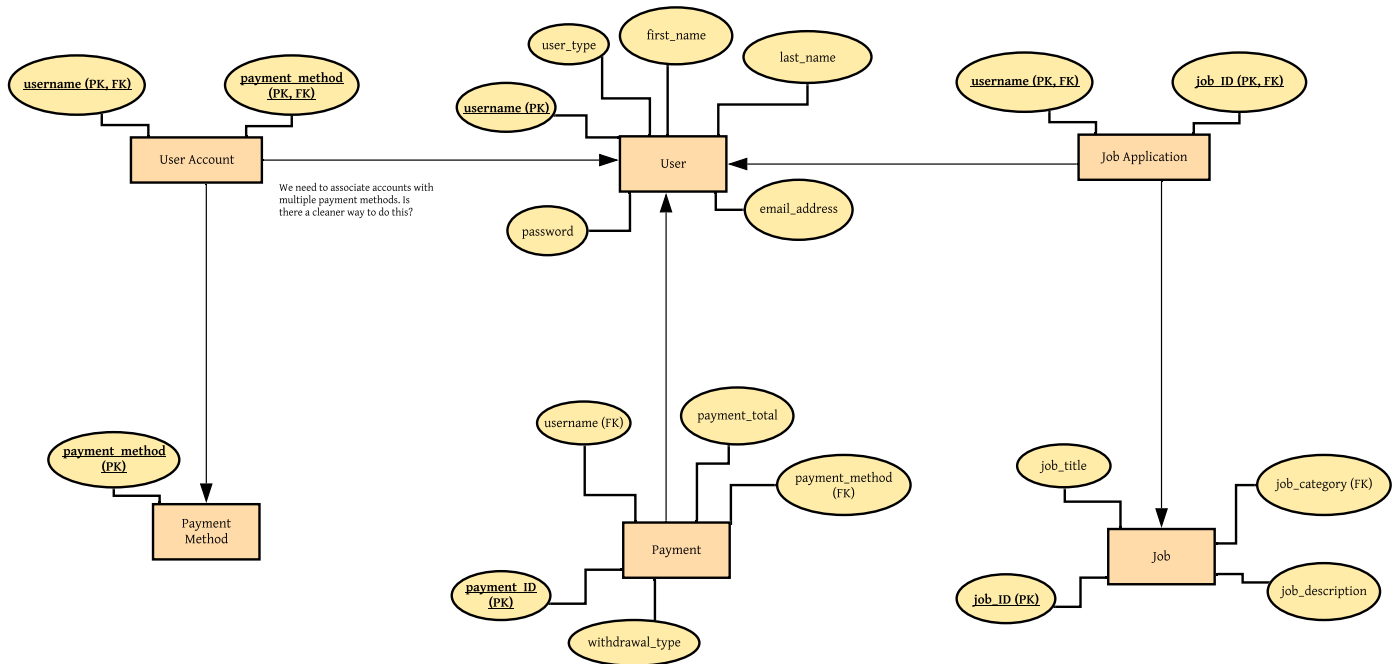 user_type
first_name
last_name
username (PK, FK)
payment_method
(PK, FK)
username (PK)
username (PK, FK)
job_ID (PK, FK)
User Account
User
Job Application
We need to associate accounts with
multiple payment methods. Is
there a cleaner way to do this?
password
email_address
payment_method
(PK)
username (FK)
payment_total
payment_method
(FK)
job_title
job_category (FK)
Payment
Method
Payment
Job
payment_ID
(PK)
withdrawal_type
job_ID (PK)
job_description